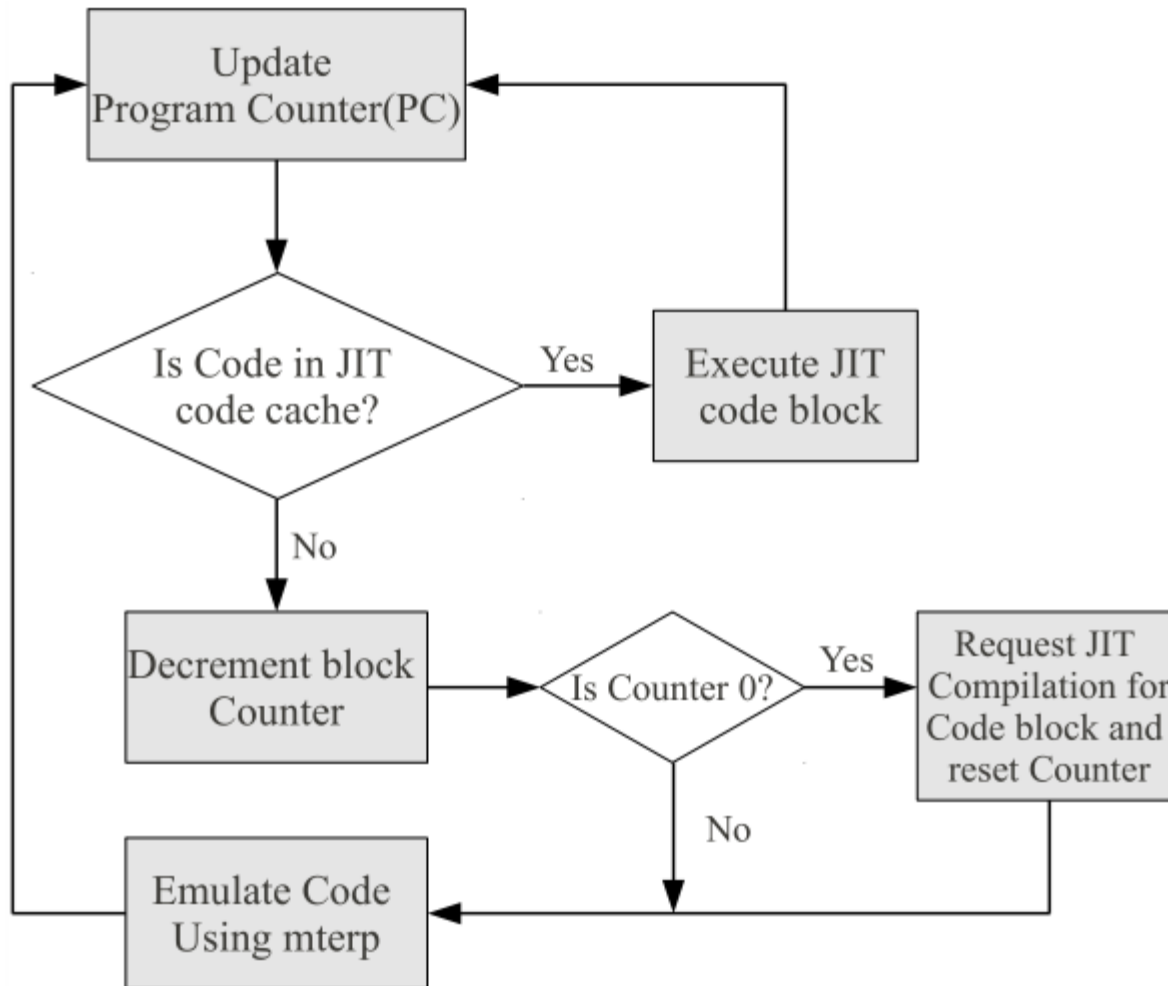 Update
Program Counter(PC)
Is Code in JIT
code cache?
Yes
Execute JIT
code block
No
Decrement block
Counter
Is Counter 0?
Yes
Request JIT
Compilation for
Code block and
reset Counter
No
Emulate Code
Using mterp